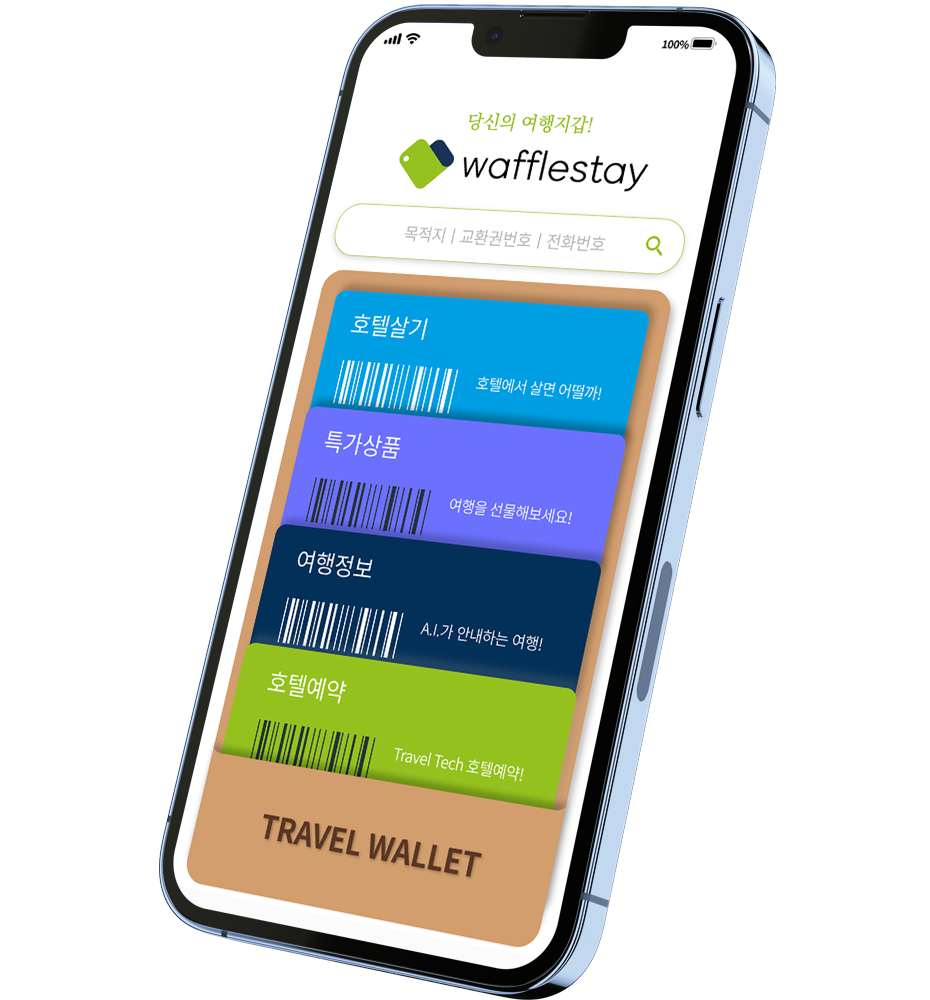 100%
당신의 여행지갑!
wafflestay
목적지 | 교환권번호 | 전화번호
호텔살기
호텔에서 살면 어떨까!
특가상품
여행을 선물해보세요!
여행정보
A.I.가 안내하는 여행!
호텔예약
Travel Tech 호텔예약!
TRAVEL WALLET